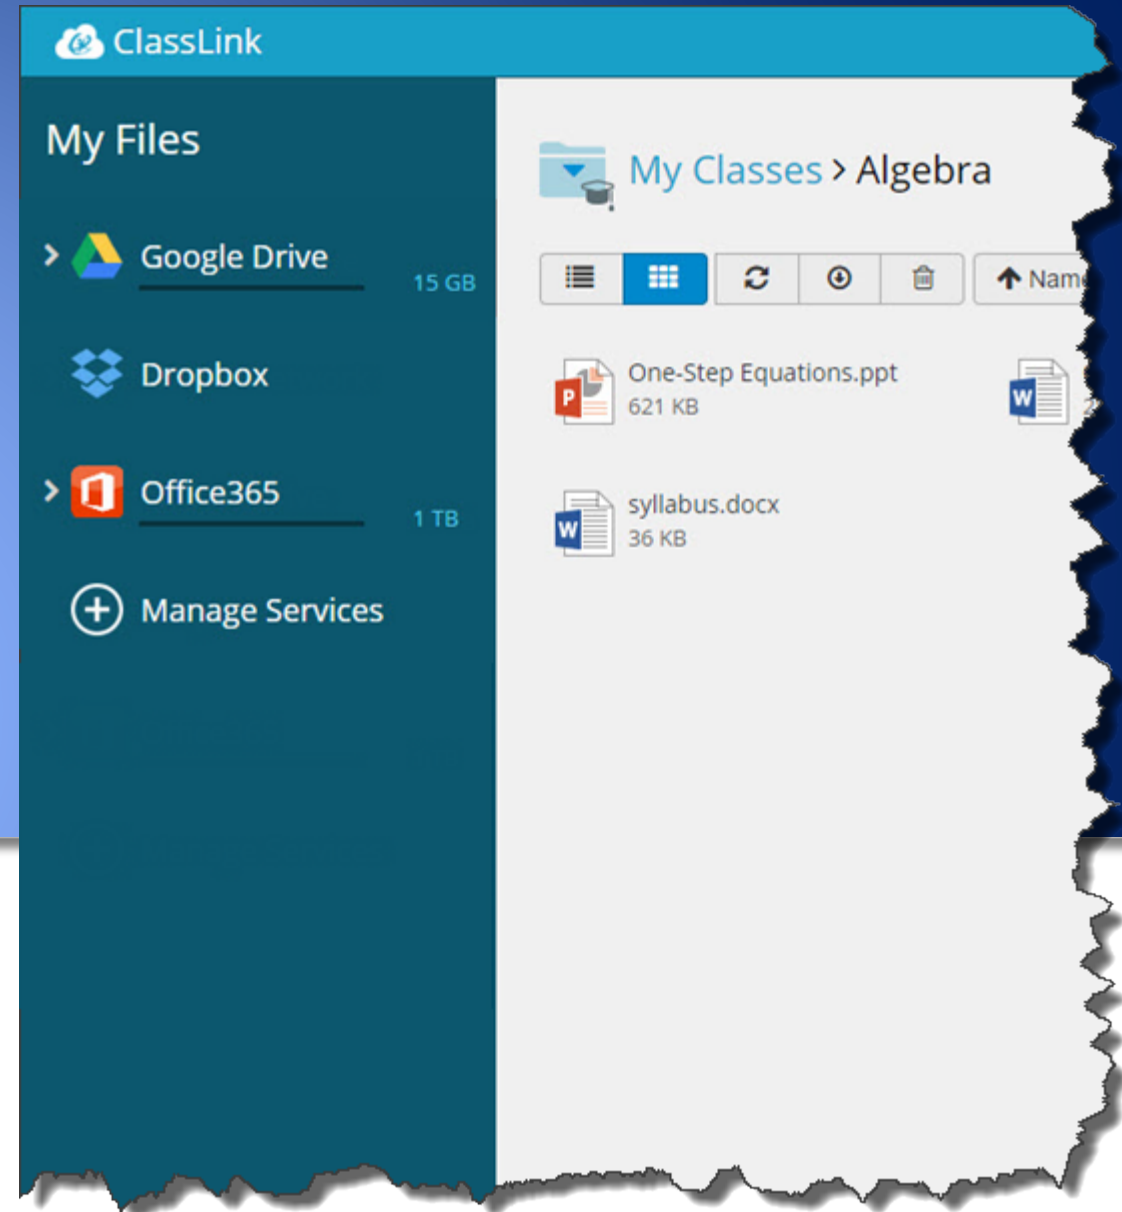 ClassLink
My Files
Google Drive
15 GB
Dropbox
Office365
1 TB
Manage Services
My Classes > Algebra
Name
One-Step Equations.ppt
621 KB
syllabus.docx
36 KB